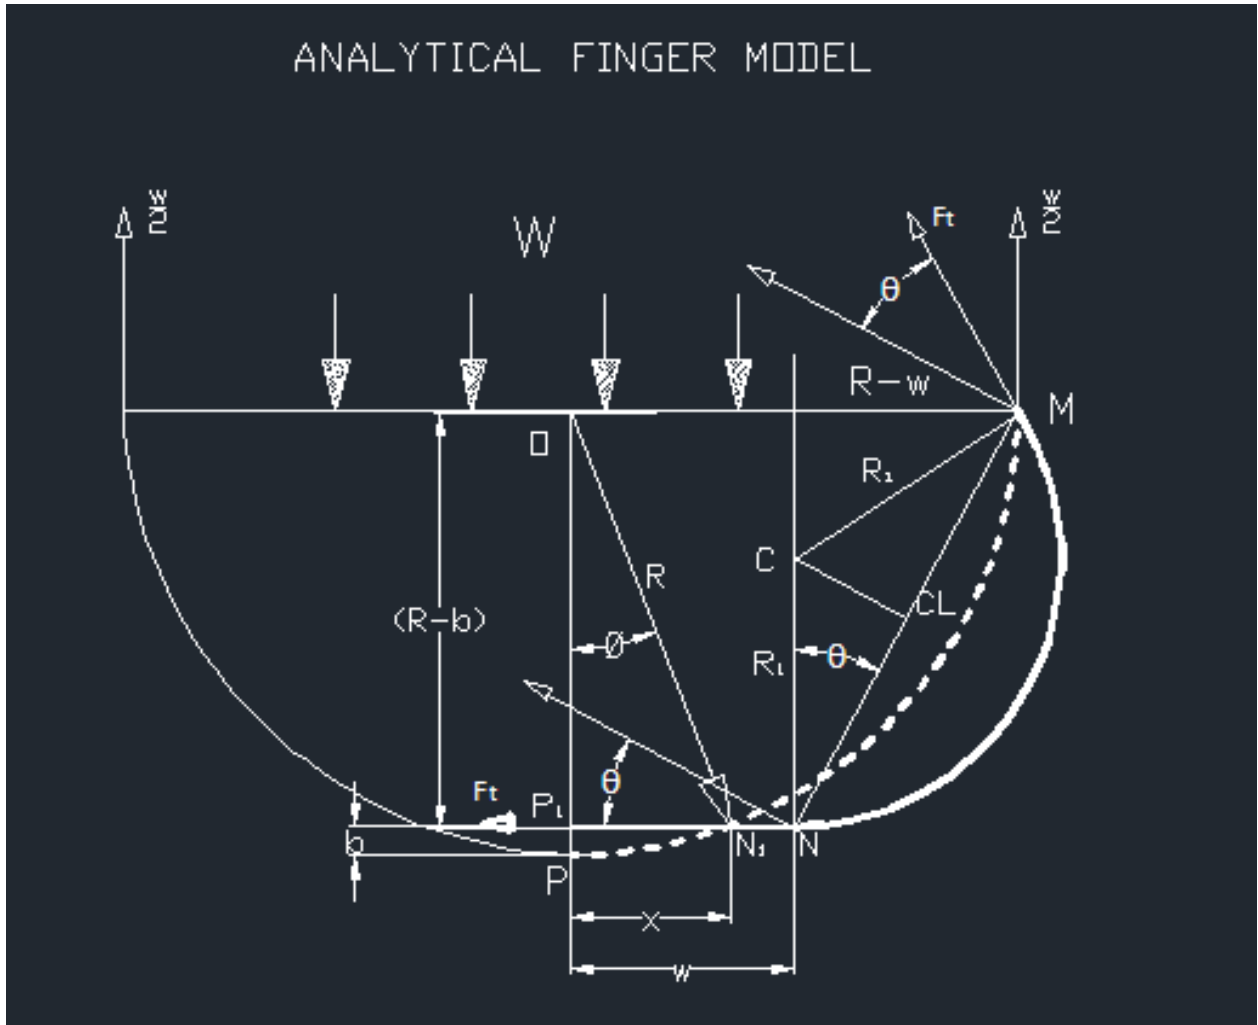 ANALYTICAL FINGER MODEL
w/2
W
Ft
w/2
θ
R-w
M
O
R₁
C
R
CL
(R-b)
Ø
R₁
θ
θ
Ft
P₁
b
N₁
N
P
x
w